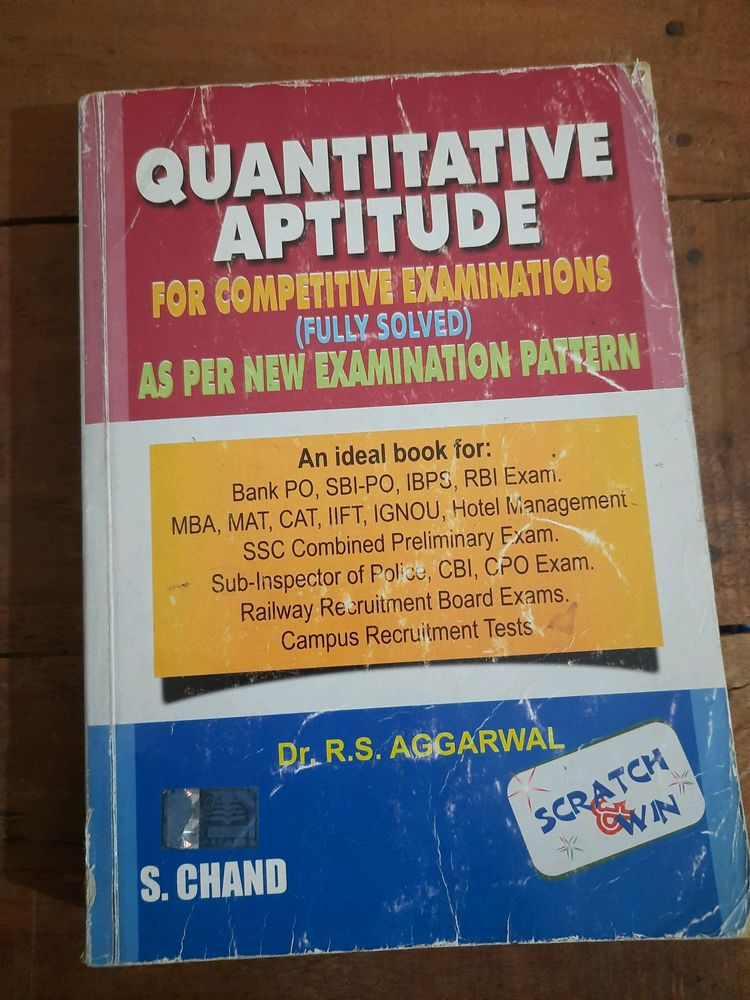 QUANTITATIVE
APTITUDE
FOR COMPETITIVE EXAMINATIONS
(FULLY SOLVED)
AS PER NEW EXAMINATION PATTERN
An ideal book for:
Bank PO, SBI-PO, IBPS, RBI Exam.
MBA, MAT, CAT, IIFT, IGNOU, Hotel Management
SSC Combined Preliminary Exam.
Sub-Inspector of Police, CBI, CPO Exam.
Railway Recruitment Board Exams.
Campus Recruitment Tests
Dr. R.S. AGGARWAL
SCRATCH
&
WIN
S. CHAND